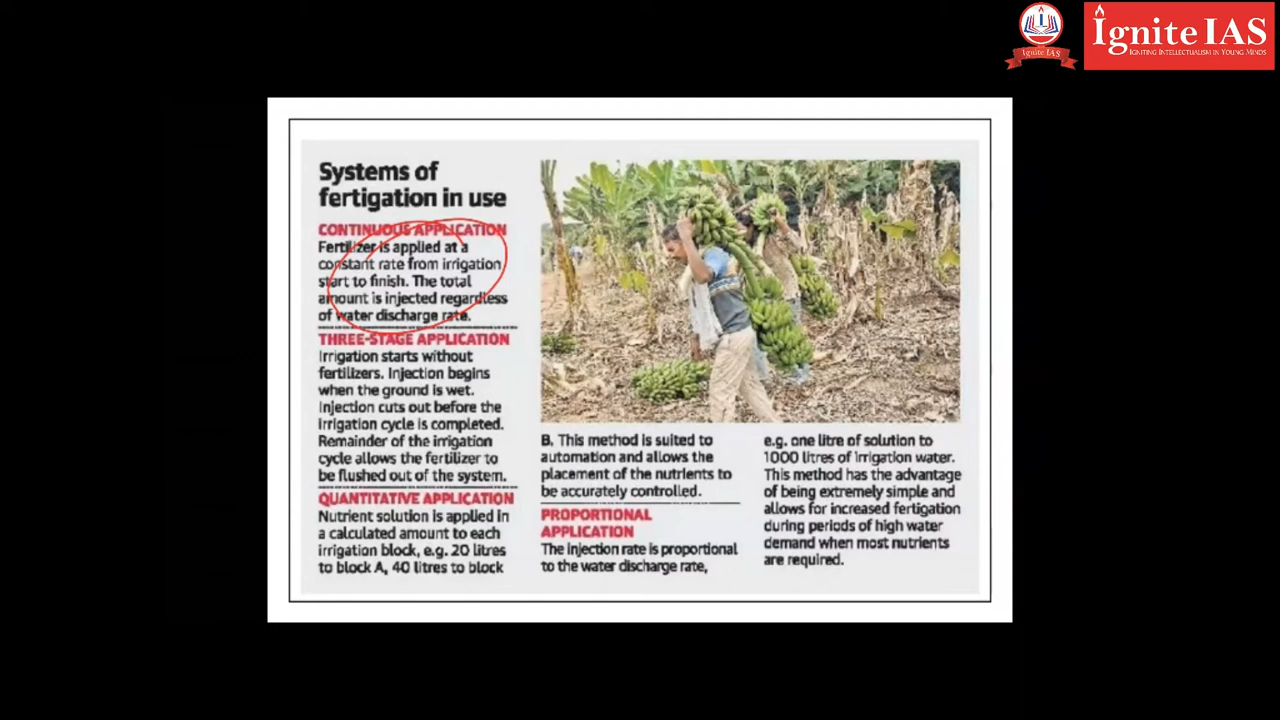 Ignite IAS
Ignite IAS
IGNITING INTELLECTUALISM IN YOUNG MINDS
Systems of
fertigation in use
CONTINUOUS APPLICATION
Fertilizer is applied at a
constant rate from irrigation
start to finish. The total
amount is injected regardless
of water discharge rate.
THREE-STAGE APPLICATION
Irrigation starts without
fertilizers. Injection begins
when the ground is wet.
Injection cuts out before the
irrigation cycle is completed.
Remainder of the irrigation
cycle allows the fertilizer to
be flushed out of the system.
QUANTITATIVE APPLICATION
Nutrient solution is applied in
a calculated amount to each
irrigation block, e.g. 20 litres
to block A, 40 litres to block
B. This method is suited to
automation and allows the
placement of the nutrients to
be accurately controlled.
PROPORTIONAL
APPLICATION
The injection rate is proportional
to the water discharge rate,
e.g. one litre of solution to
1000 litres of irrigation water.
This method has the advantage
of being extremely simple and
allows for increased fertigation
during periods of high water
demand when most nutrients
are required.